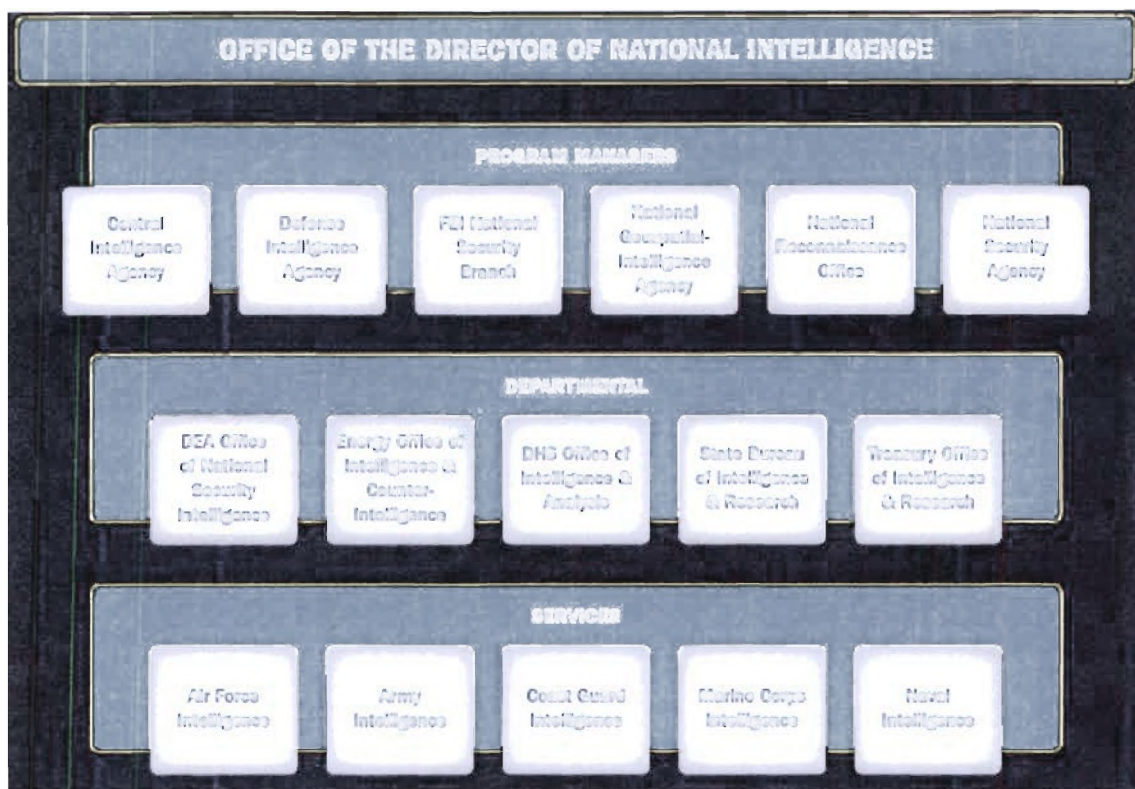 OFFICE OF THE DIRECTOR OF NATIONAL INTELLIGENCE
PROGRAM MANAGERS
Central
Intelligence
Agency
Defense
Intelligence
Agency
FBI National
Security
Branch
National
Geospatial-
Intelligence
Agency
National
Reconnaissance
Office
National
Security
Agency
DEPARTMENTAL
DEA Office
of National
Security
Intelligence
Energy Office of
Intelligence &
Counter-
Intelligence
DHS Office of
Intelligence &
Analysis
State Bureau
of Intelligence
& Research
Treasury Office
of Intelligence
& Research
SERVICES
Air Force
Intelligence
Army
Intelligence
Coast Guard
Intelligence
Marine Corps
Intelligence
Naval
Intelligence